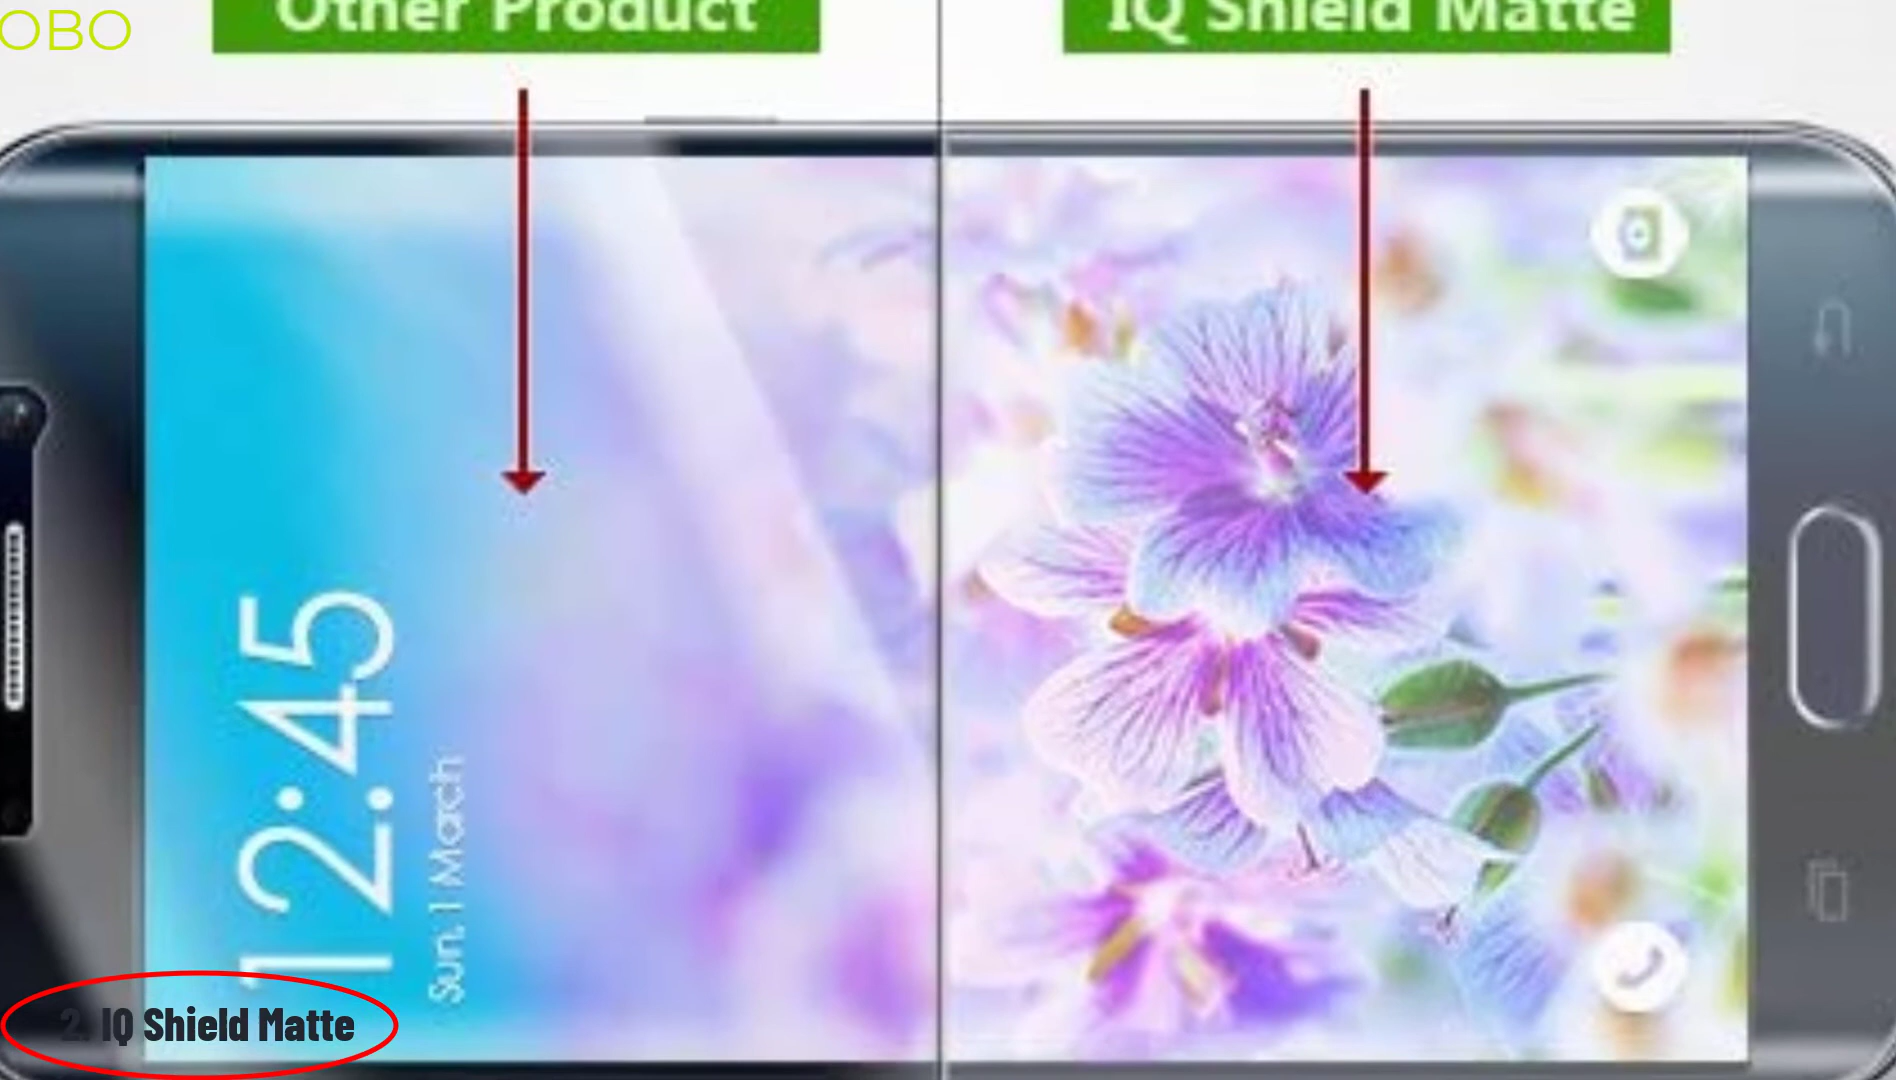 OBO
Other Product
IQ Shield Matte
12:45
Sun, 1 March
2. IQ Shield Matte